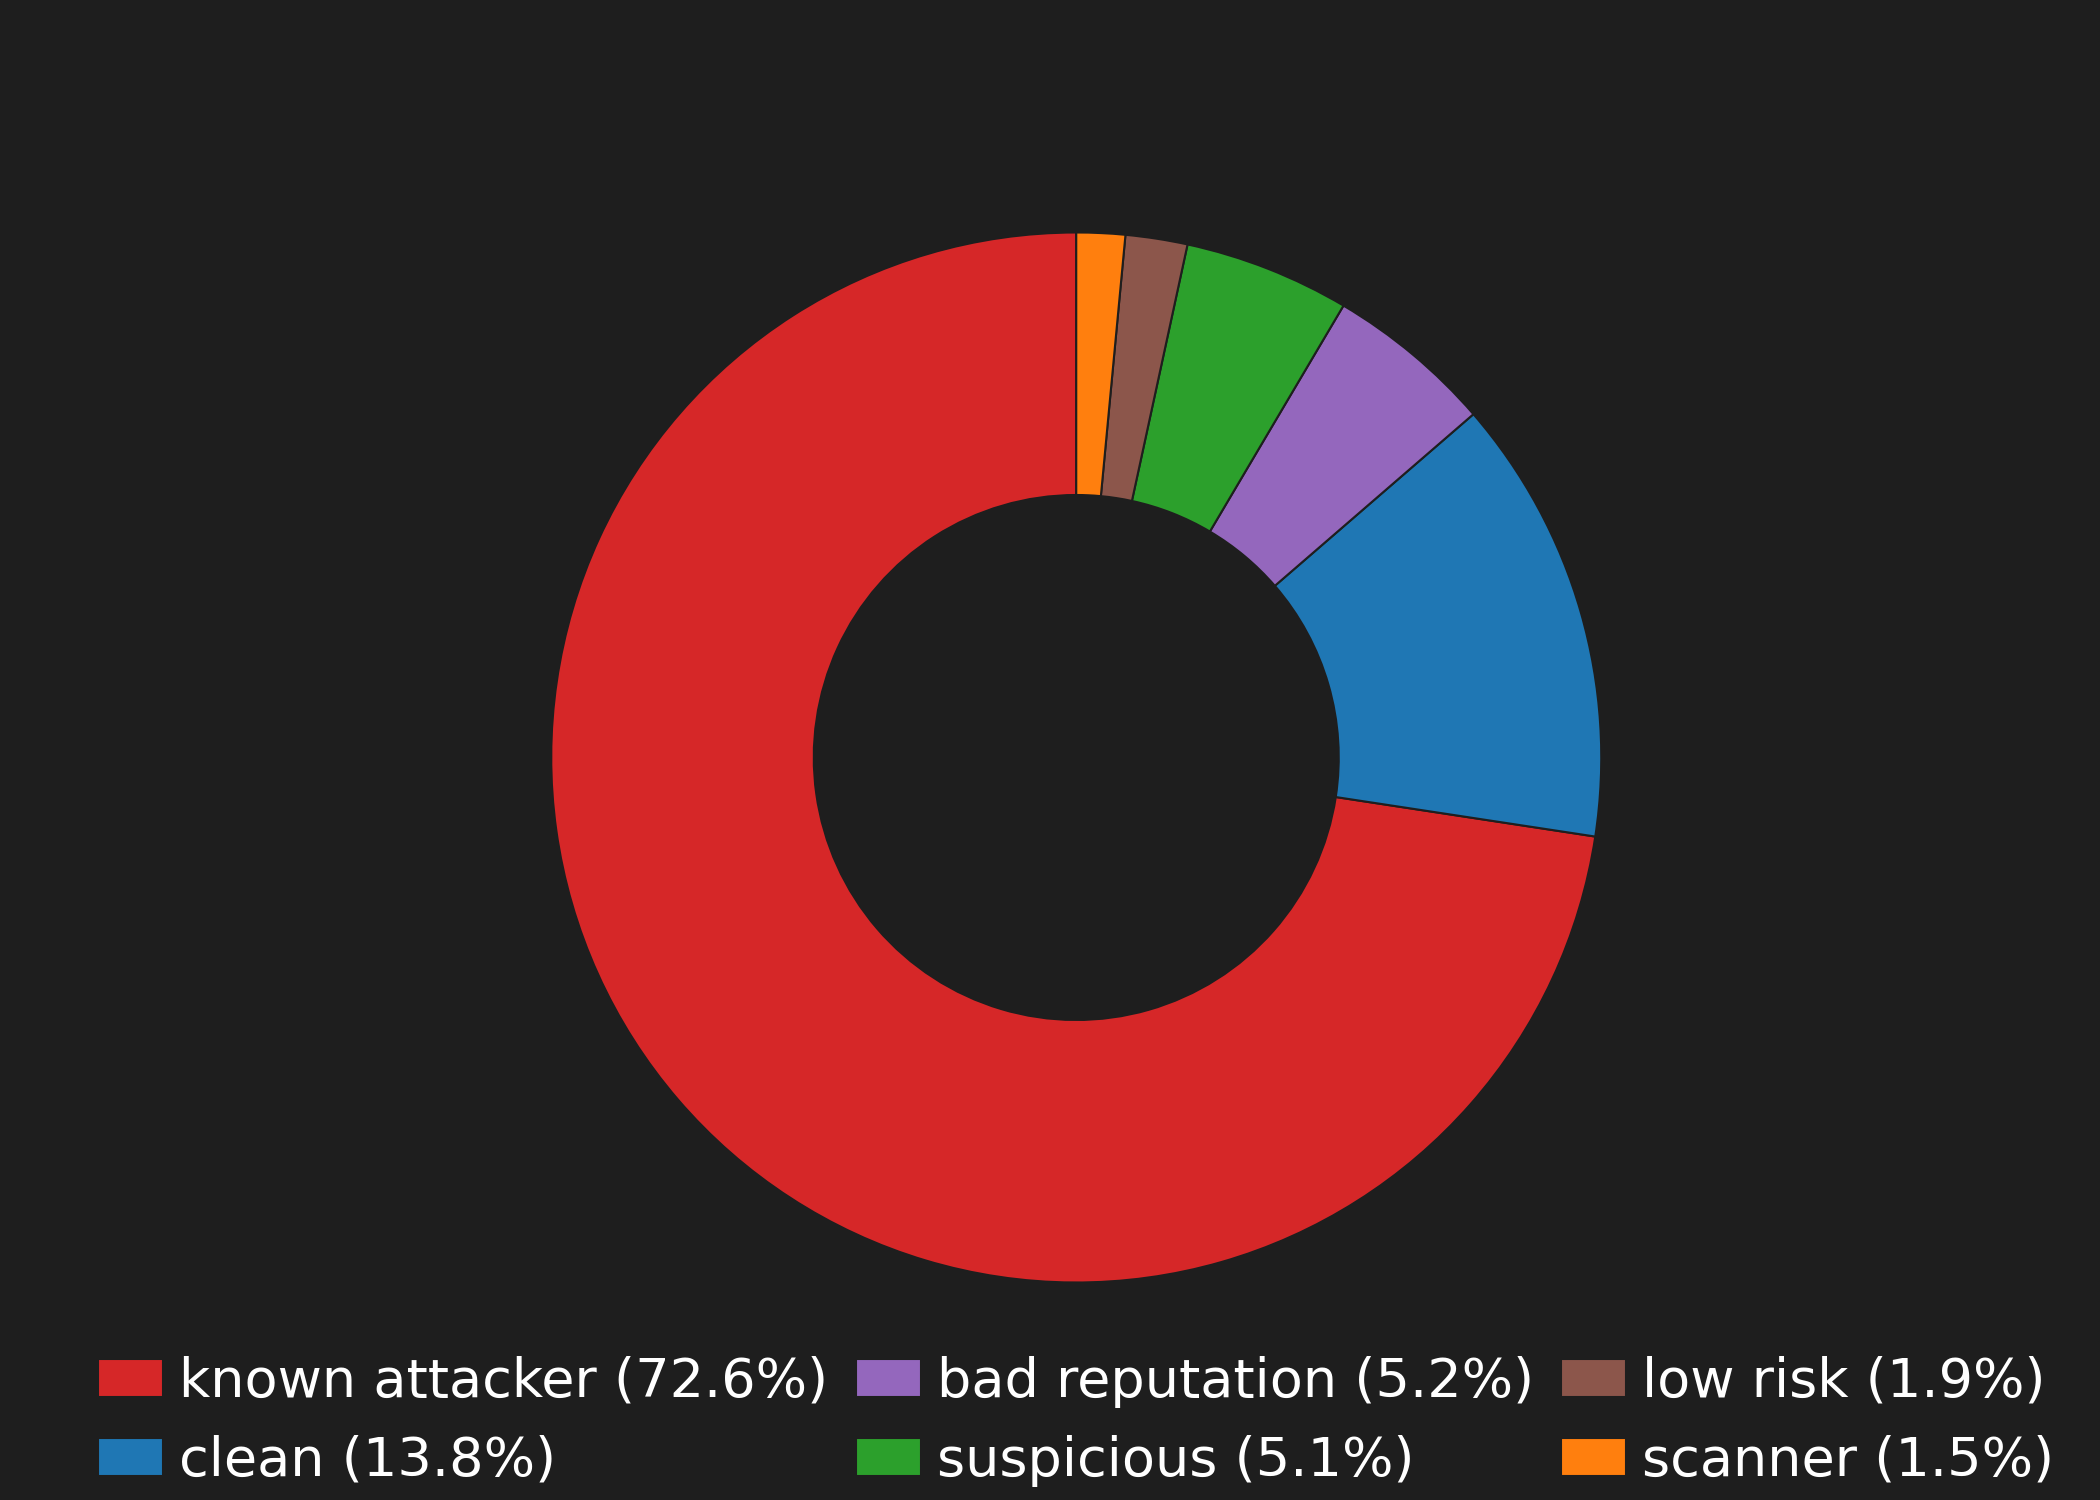 known attacker (72.6%)
clean (13.8%)
bad reputation (5.2%)
suspicious (5.1%)
low risk (1.9%)
scanner (1.5%)